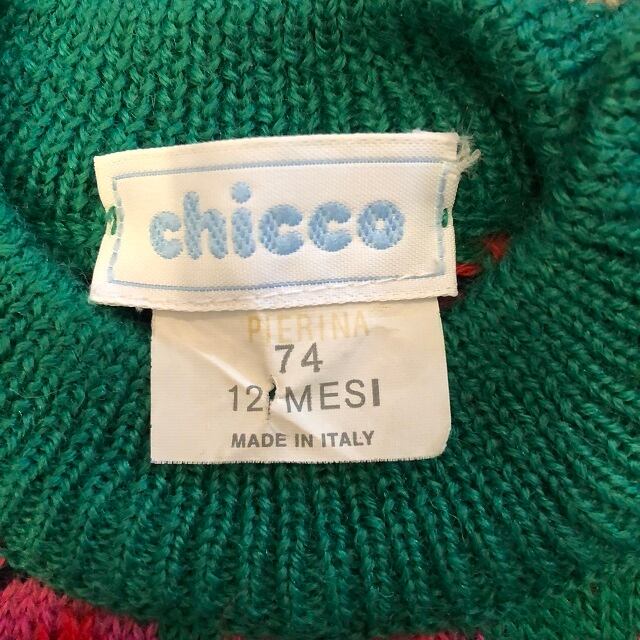 chicco
PIERINA
74
12 MESI
MADE IN ITALY